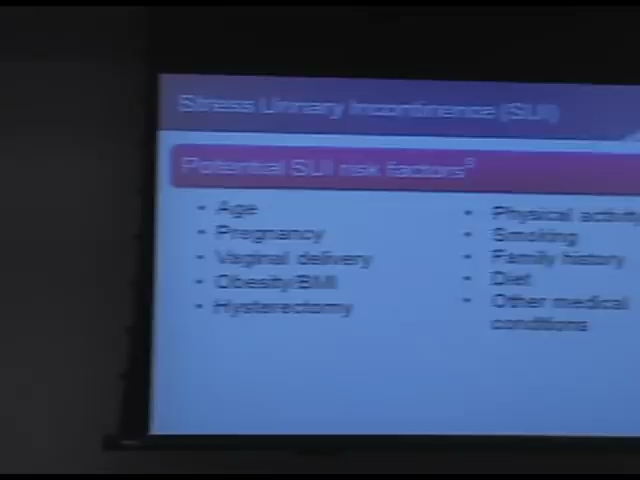 Stress Urinary Incontinence (SUI)
Potential SUI risk factors
• Age
• Pregnancy
• Vaginal delivery
• Obesity/BMI
• Hysterectomy
• Physical activity
• Smoking
• Family history
• Diet
• Other medical
conditions